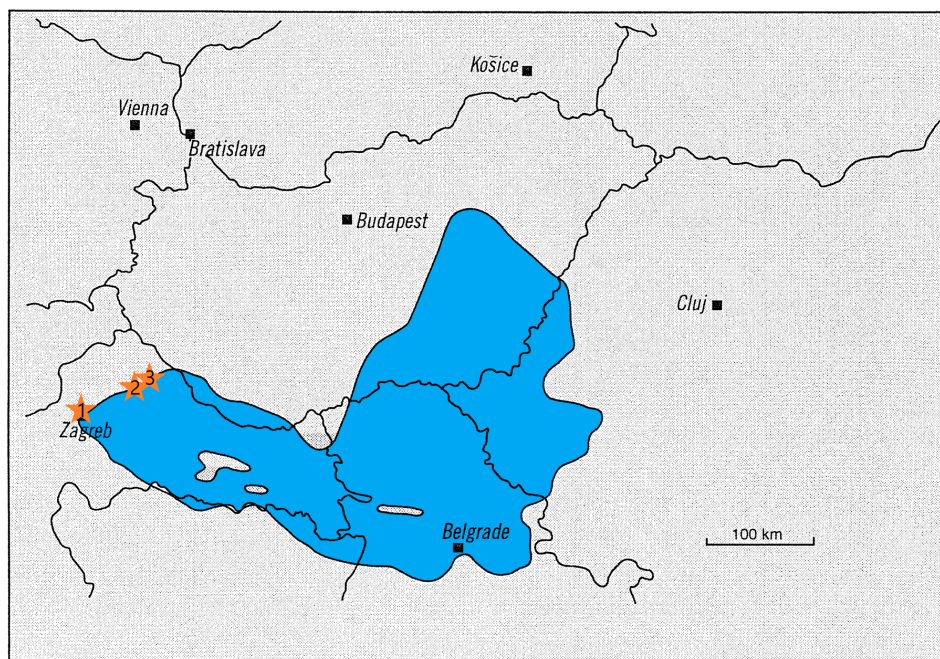 Košice
Vienna
Bratislava
Budapest
Cluj
3
2
1
Zagreb
Belgrade
100 km